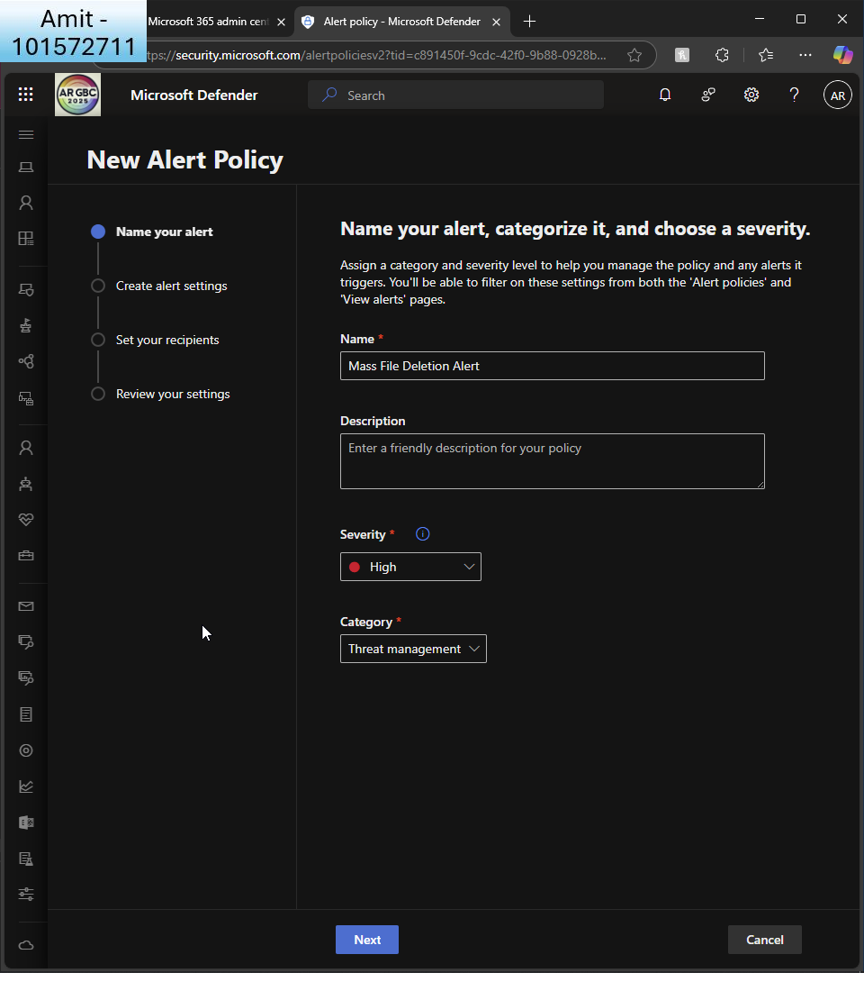 Amit -
101572711
Microsoft 365 admin cent
Alert policy - Microsoft Defender
tps://security.microsoft.com/alertpoliciesv2?tid=c891450f-9cdc-42f0-9b88-0928b...
AR GBC
2025
Microsoft Defender
Search
AR
New Alert Policy
Name your alert
Create alert settings
Set your recipients
Review your settings
Name your alert, categorize it, and choose a severity.
Assign a category and severity level to help you manage the policy and any alerts it
triggers. You'll be able to filter on these settings from both the 'Alert policies' and
'View alerts' pages.
Name *
Mass File Deletion Alert
Description
Enter a friendly description for your policy
Severity *
High
Category *
Threat management
Next
Cancel